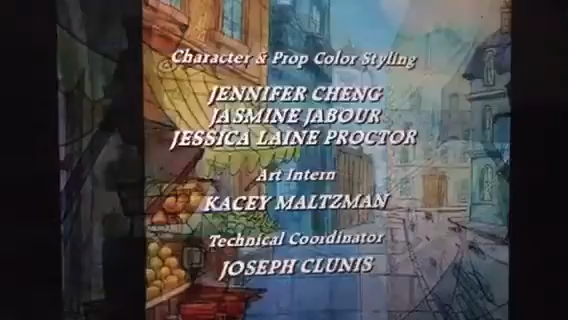 Character & Prop Color Styling
JENNIFER CHENG
JASMINE JABOUR
JESSICA LAINE PROCTOR
Art Intern
KACEY MALTZMAN
Technical Coordinator
JOSEPH CLUNIS